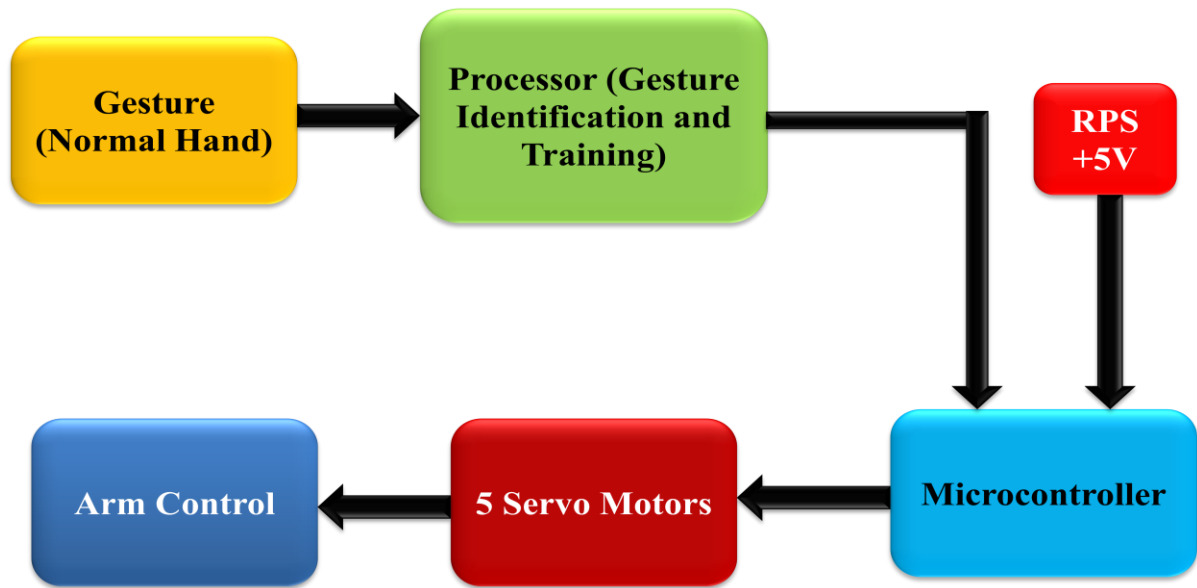 Gesture
(Normal Hand)
Processor (Gesture
Identification and
Training)
RPS
+5V
Arm Control
5 Servo Motors
Microcontroller